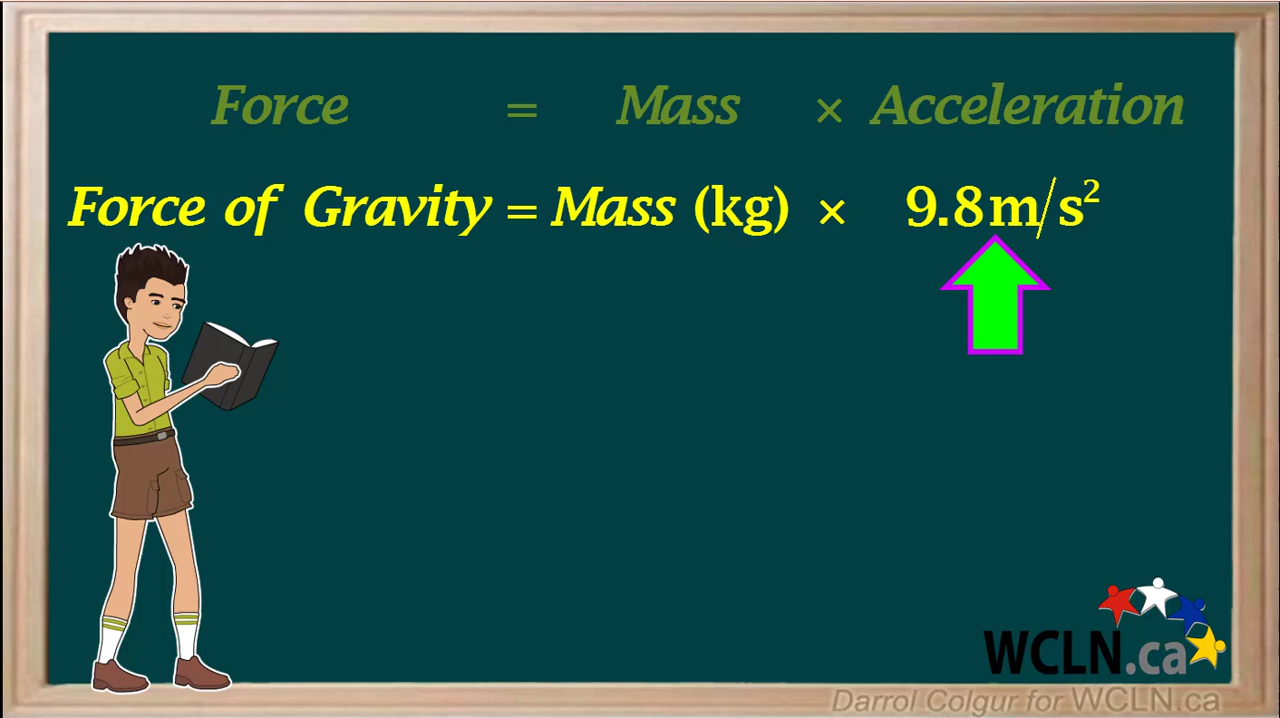 Force = Mass × Acceleration
Force of Gravity = Mass (kg) × 9.8 m/s²
WCLN.ca
Darrol Colgur for WCLN.ca